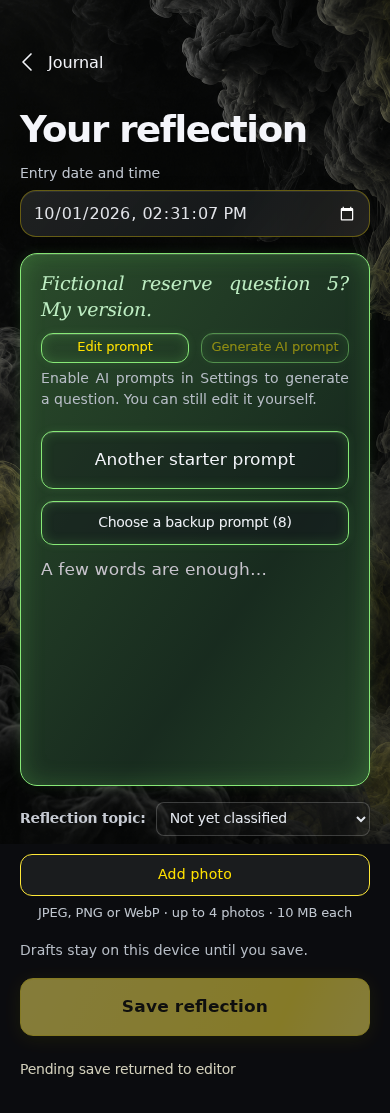 Journal
Your reflection
Entry date and time
10/01/2026, 02:31:07 PM
Fictional reserve question 5?
My version.
Edit prompt
Generate AI prompt
Enable AI prompts in Settings to generate
a question. You can still edit it yourself.
Another starter prompt
Choose a backup prompt (8)
A few words are enough…
Reflection topic:
Not yet classified
Add photo
JPEG, PNG or WebP · up to 4 photos · 10 MB each
Drafts stay on this device until you save.
Save reflection
Pending save returned to editor